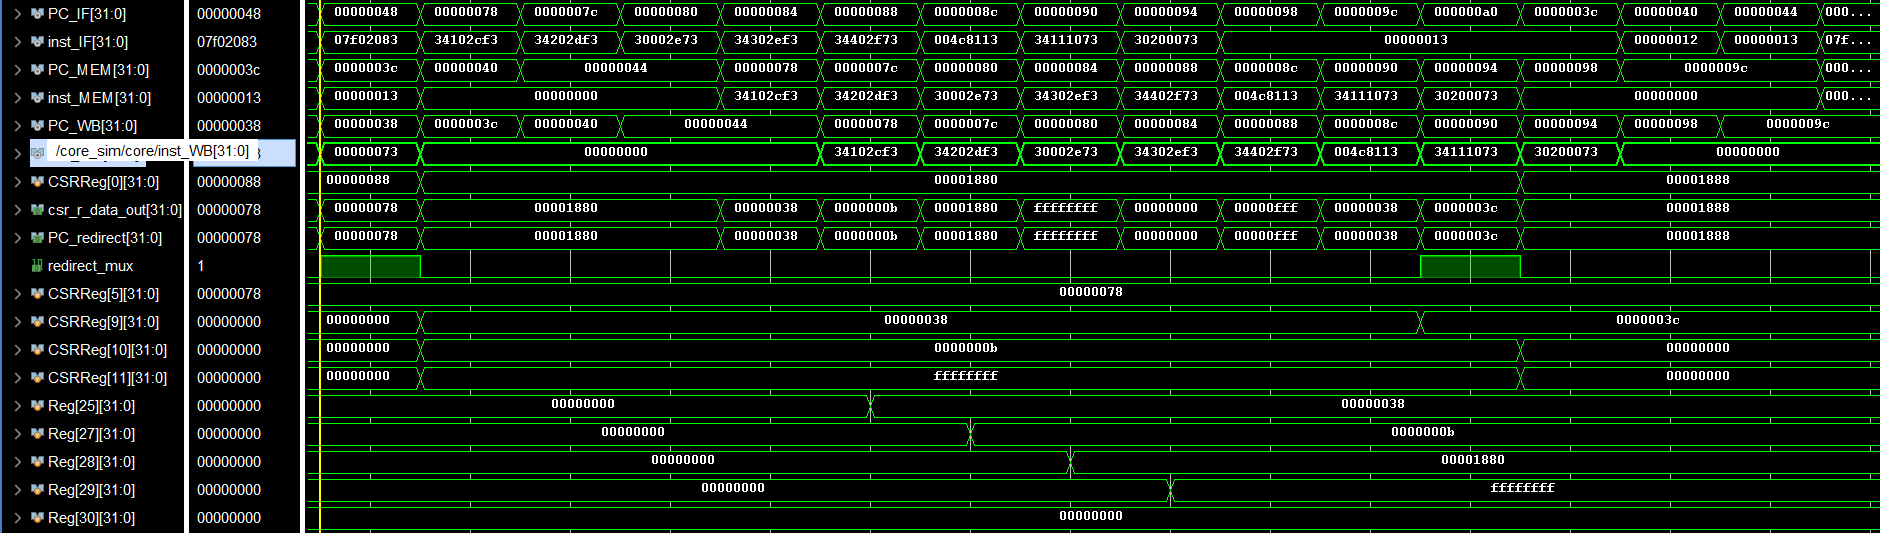 PC_IF[31:0] 00000048 00000048 00000078 0000007c 00000080 00000084 00000088 0000008c 00000090 00000094 00000098 0000009c 000000a0 0000003c 00000040 00000044 000...
inst_IF[31:0] 07f02083 07f02083 34102cf3 34202df3 30002e73 34302ef3 34402f73 004c8113 34111073 30200073 00000013 00000012 00000013 07f...
PC_MEM[31:0] 0000003c 0000003c 00000040 00000044 00000078 0000007c 00000080 00000084 00000088 0000008c 00000090 00000094 00000098 0000009c 000...
inst_MEM[31:0] 00000013 00000013 00000000 34102cf3 34202df3 30002e73 34302ef3 34402f73 004c8113 34111073 30200073 00000000 000...
PC_WB[31:0] 00000038 00000038 0000003c 00000040 00000044 00000078 0000007c 00000080 00000084 00000088 0000008c 00000090 00000094 00000098 0000009c
/core_sim/core/inst_WB[31:0] 00000073 00000000 34102cf3 34202df3 30002e73 34302ef3 34402f73 004c8113 34111073 30200073 00000000
CSRReg[0][31:0] 00000088 00000088 00001880 00001888
csr_r_data_out[31:0] 00000078 00000078 00001880 00000038 0000000b 00001880 ffffffff 00000000 00000fff 00000038 0000003c 00001888
PC_redirect[31:0] 00000078 00000078 00001880 00000038 0000000b 00001880 ffffffff 00000000 00000fff 00000038 0000003c 00001888
redirect_mux 1
CSRReg[5][31:0] 00000078 00000078
CSRReg[9][31:0] 00000000 00000000 00000038 0000003c
CSRReg[10][31:0] 00000000 00000000 0000000b 00000000
CSRReg[11][31:0] 00000000 00000000 ffffffff 00000000
Reg[25][31:0] 00000000 00000000 00000038
Reg[27][31:0] 00000000 00000000 0000000b
Reg[28][31:0] 00000000 00000000 00001880
Reg[29][31:0] 00000000 00000000 ffffffff
Reg[30][31:0] 00000000 00000000